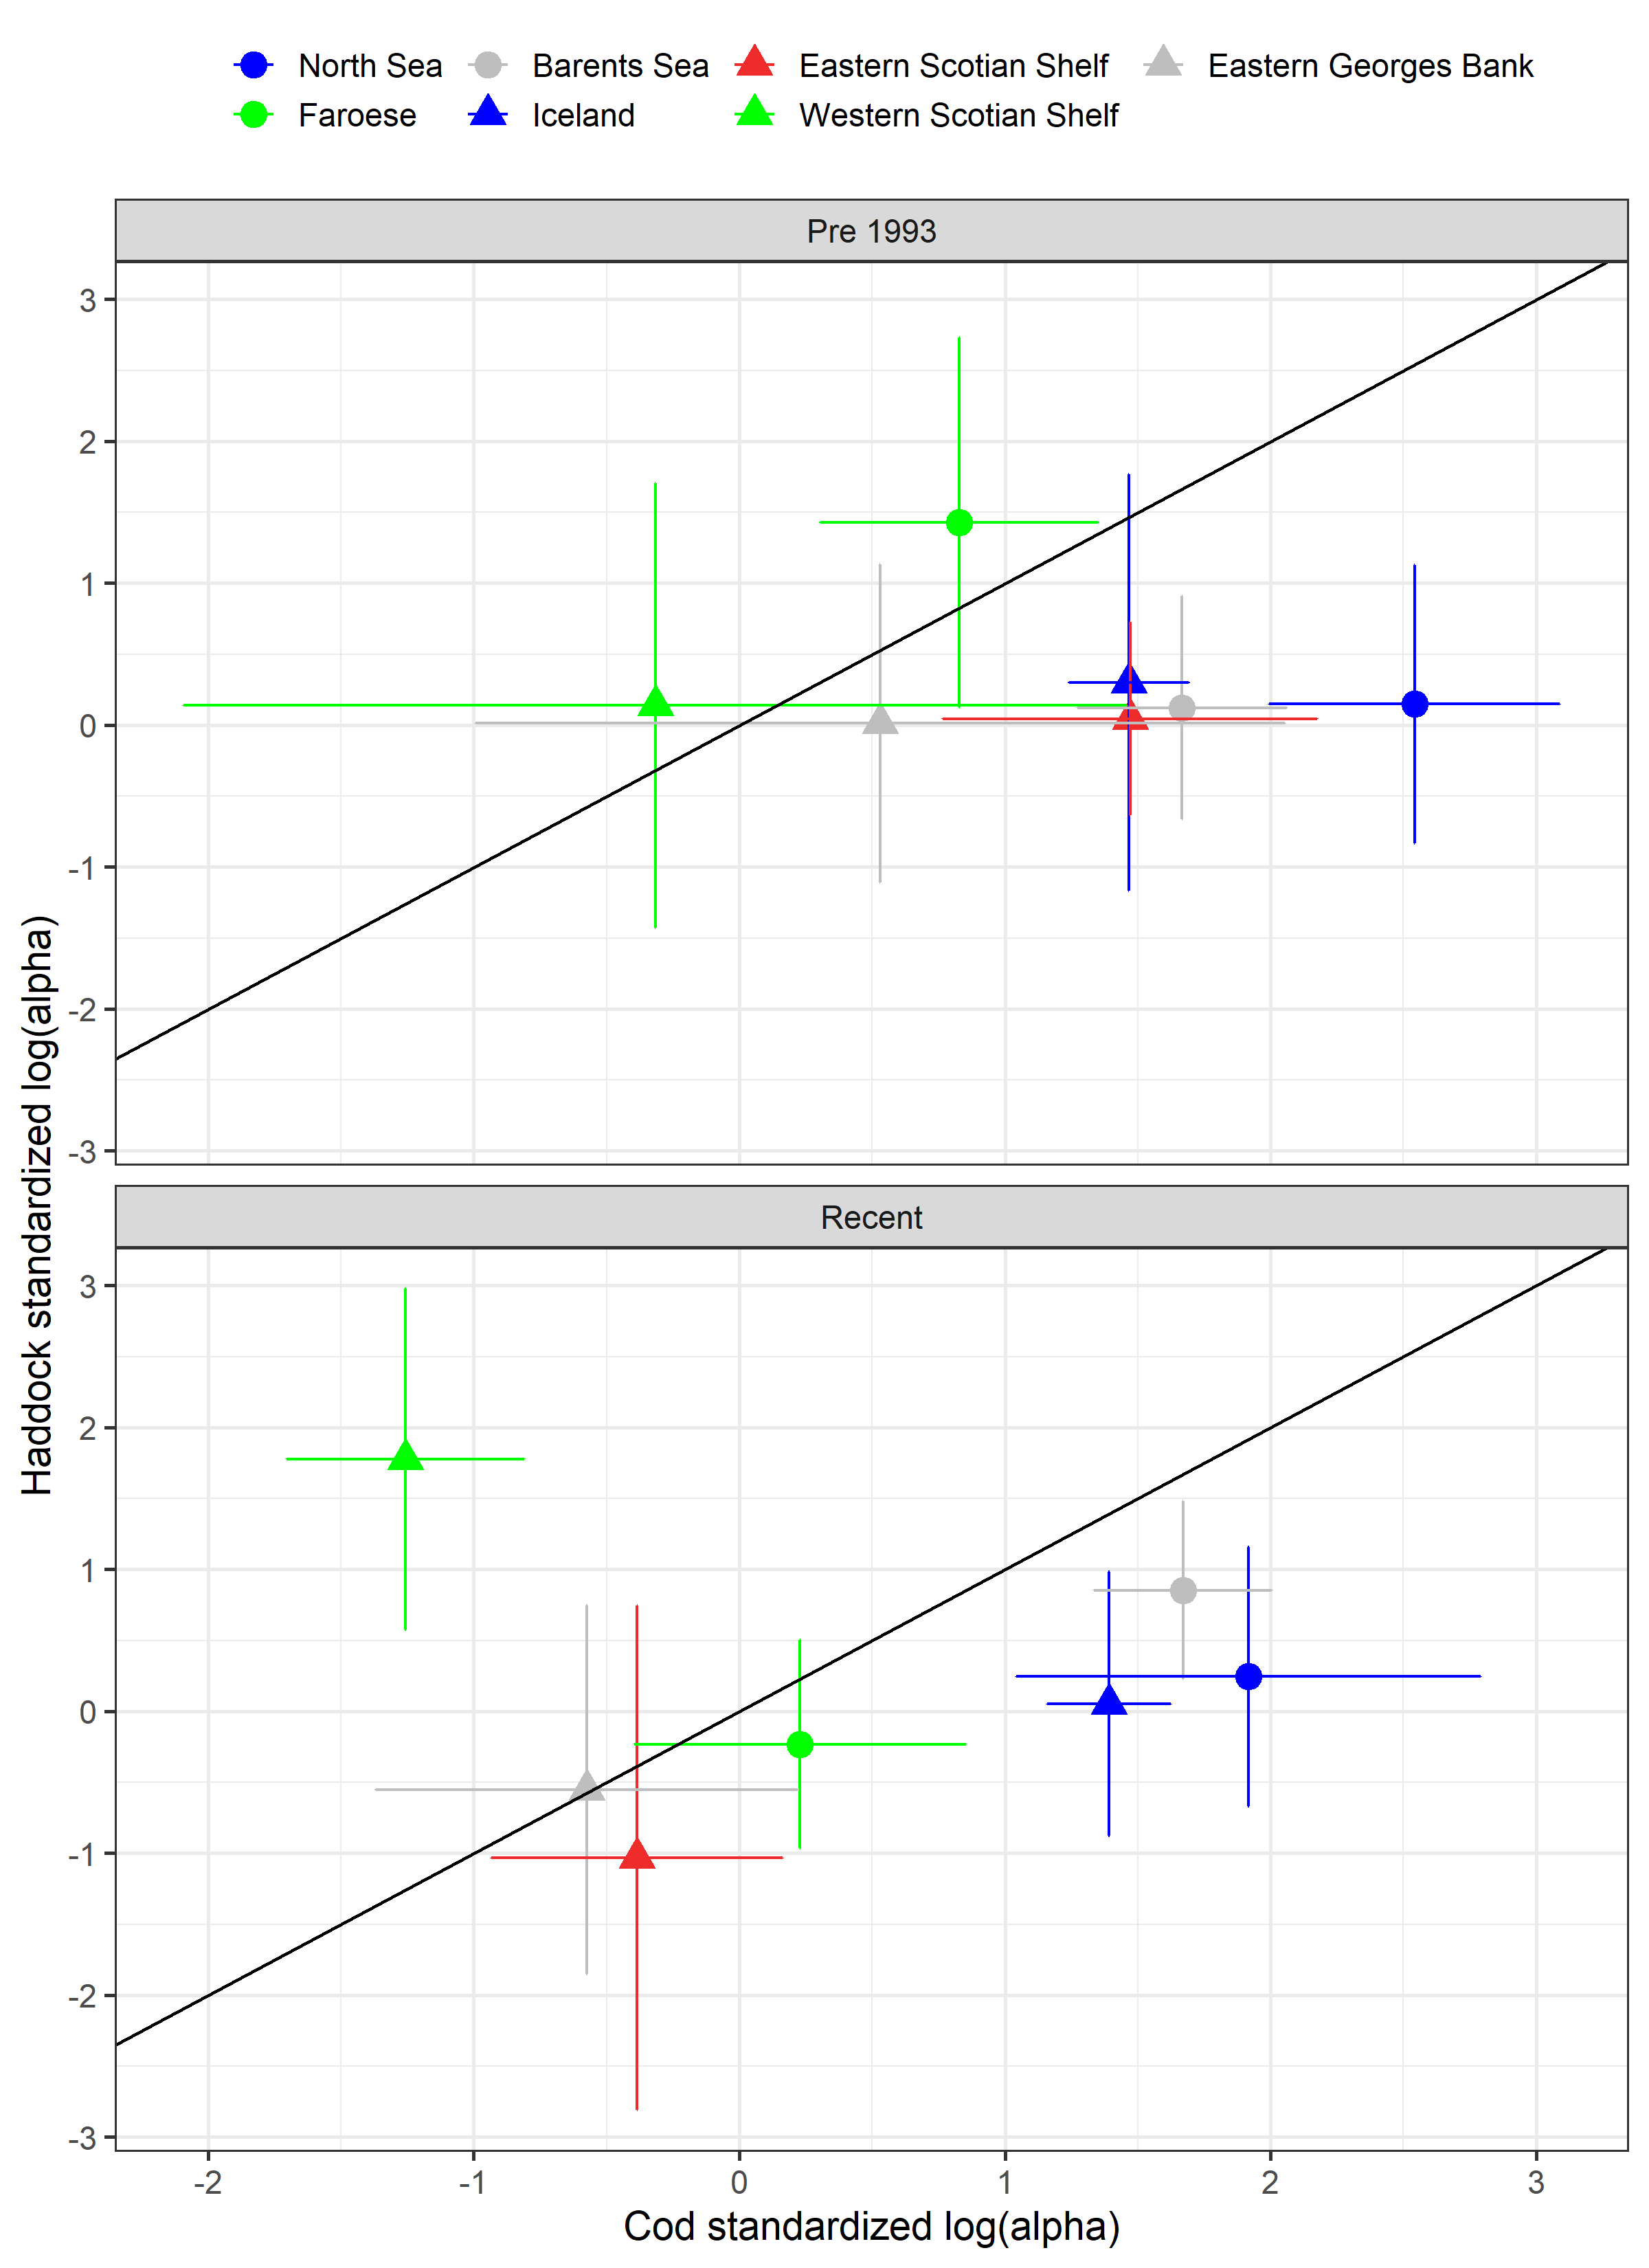 North Sea Barents Sea Eastern Scotian Shelf Eastern Georges Bank
Faroese Iceland Western Scotian Shelf
Pre 1993
3
2
1
0
-1
-2
-3
Haddock standardized log(alpha)
Recent
3
2
1
0
-1
-2
-3
-2 -1 0 1 2 3
Cod standardized log(alpha)